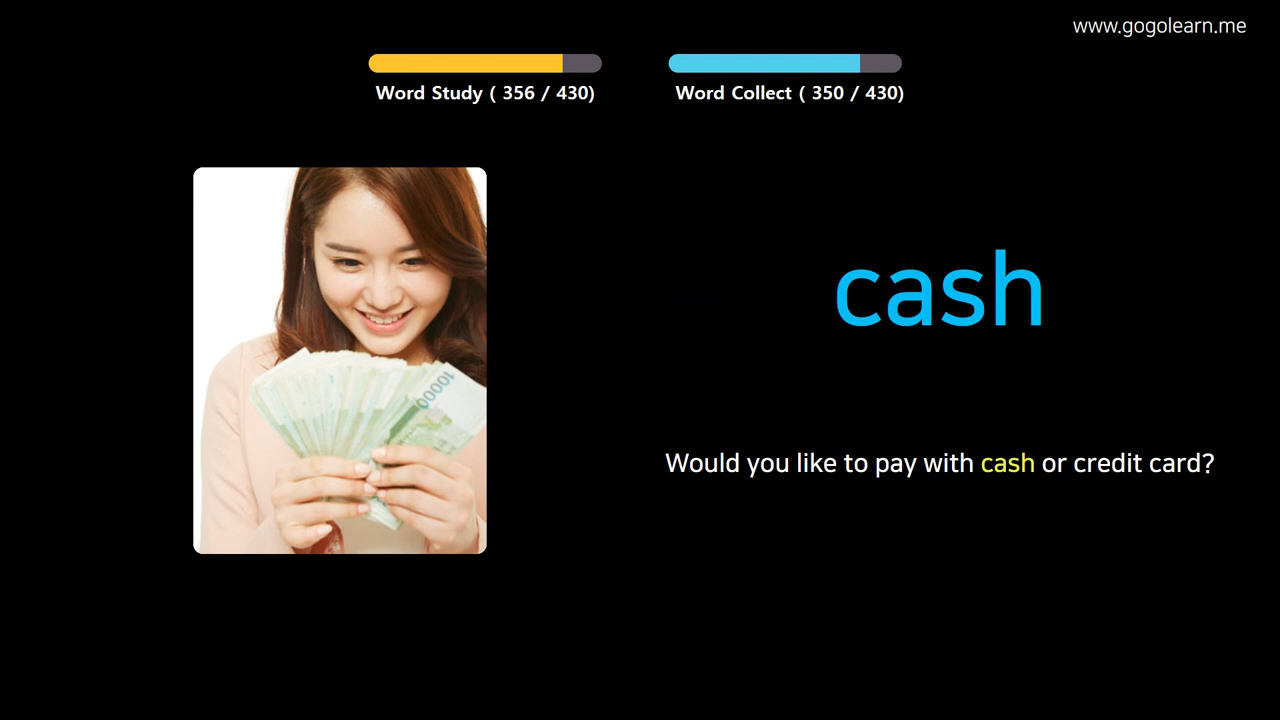 www.gogolearn.me
Word Study ( 356 / 430)
Word Collect ( 350 / 430)
cash
10000
Would you like to pay with cash or credit card?